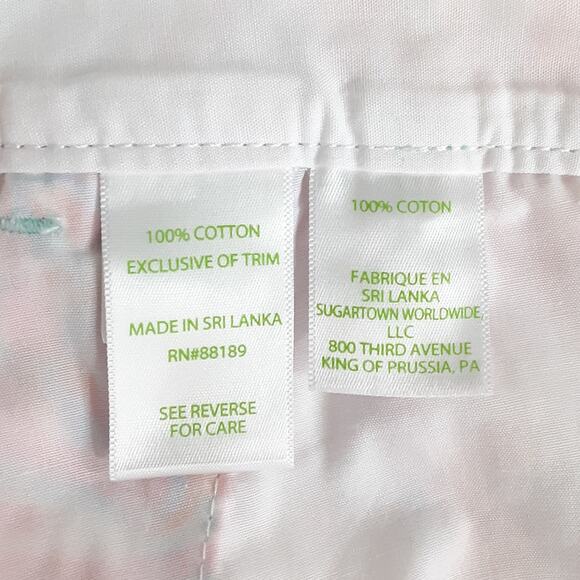 100% COTTON
EXCLUSIVE OF TRIM
MADE IN SRI LANKA
RN#88189
SEE REVERSE
FOR CARE
100% COTON
FABRIQUE EN
SRI LANKA
SUGARTOWN WORLDWIDE,
LLC
800 THIRD AVENUE
KING OF PRUSSIA, PA